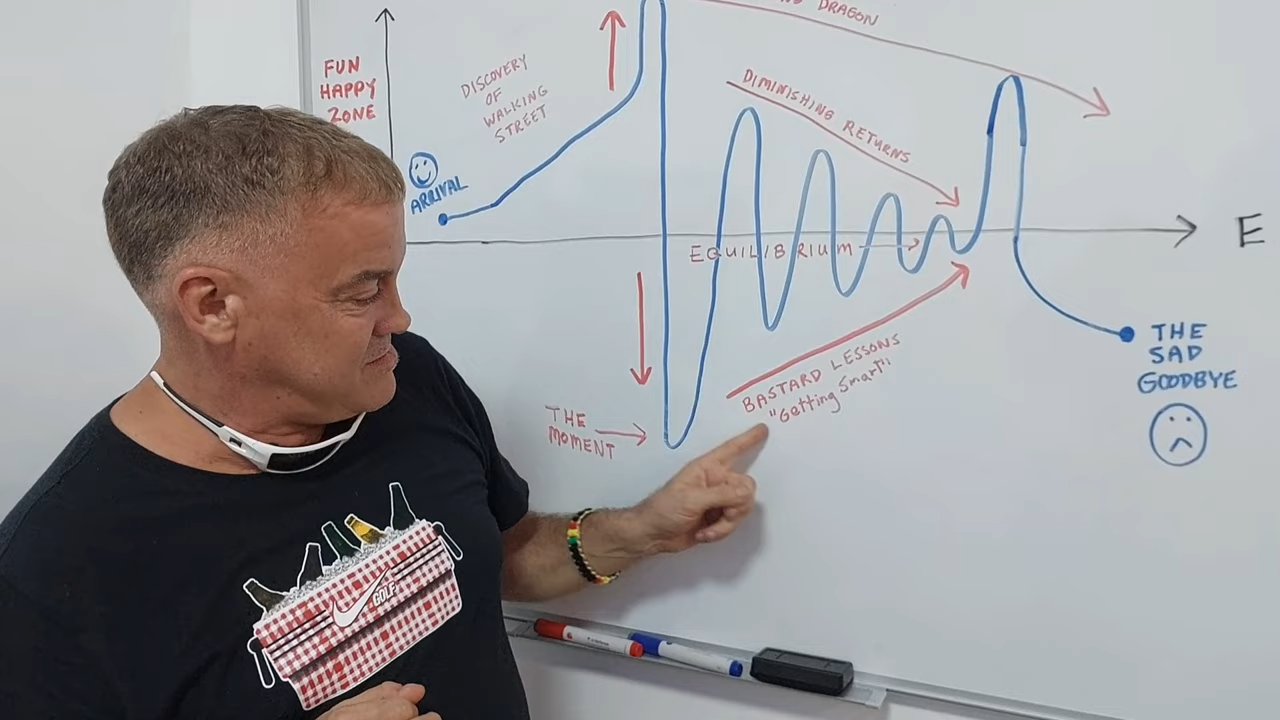 DRAGON
FUN
HAPPY
ZONE
DISCOVERY
OF
WALKING
STREET
DIMINISHING RETURNS
ARRIVAL
EQUILIBRIUM
E
THE
SAD
GOODBYE
BASTARD LESSONS
"Getting Smart"
THE
MOMENT
GOLF